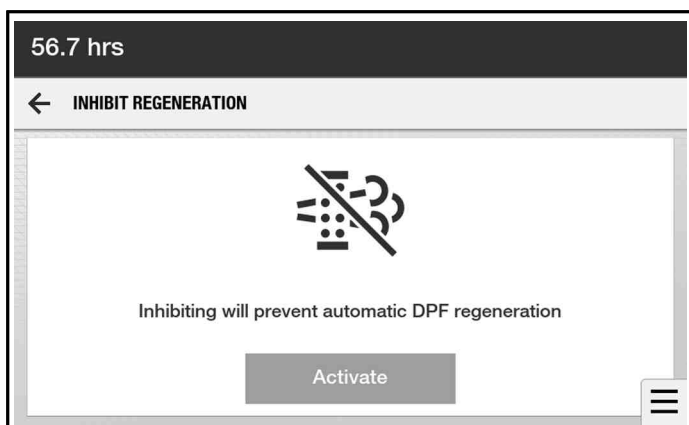 56.7 hrs
INHIBIT REGENERATION
Inhibiting will prevent automatic DPF regeneration
Activate